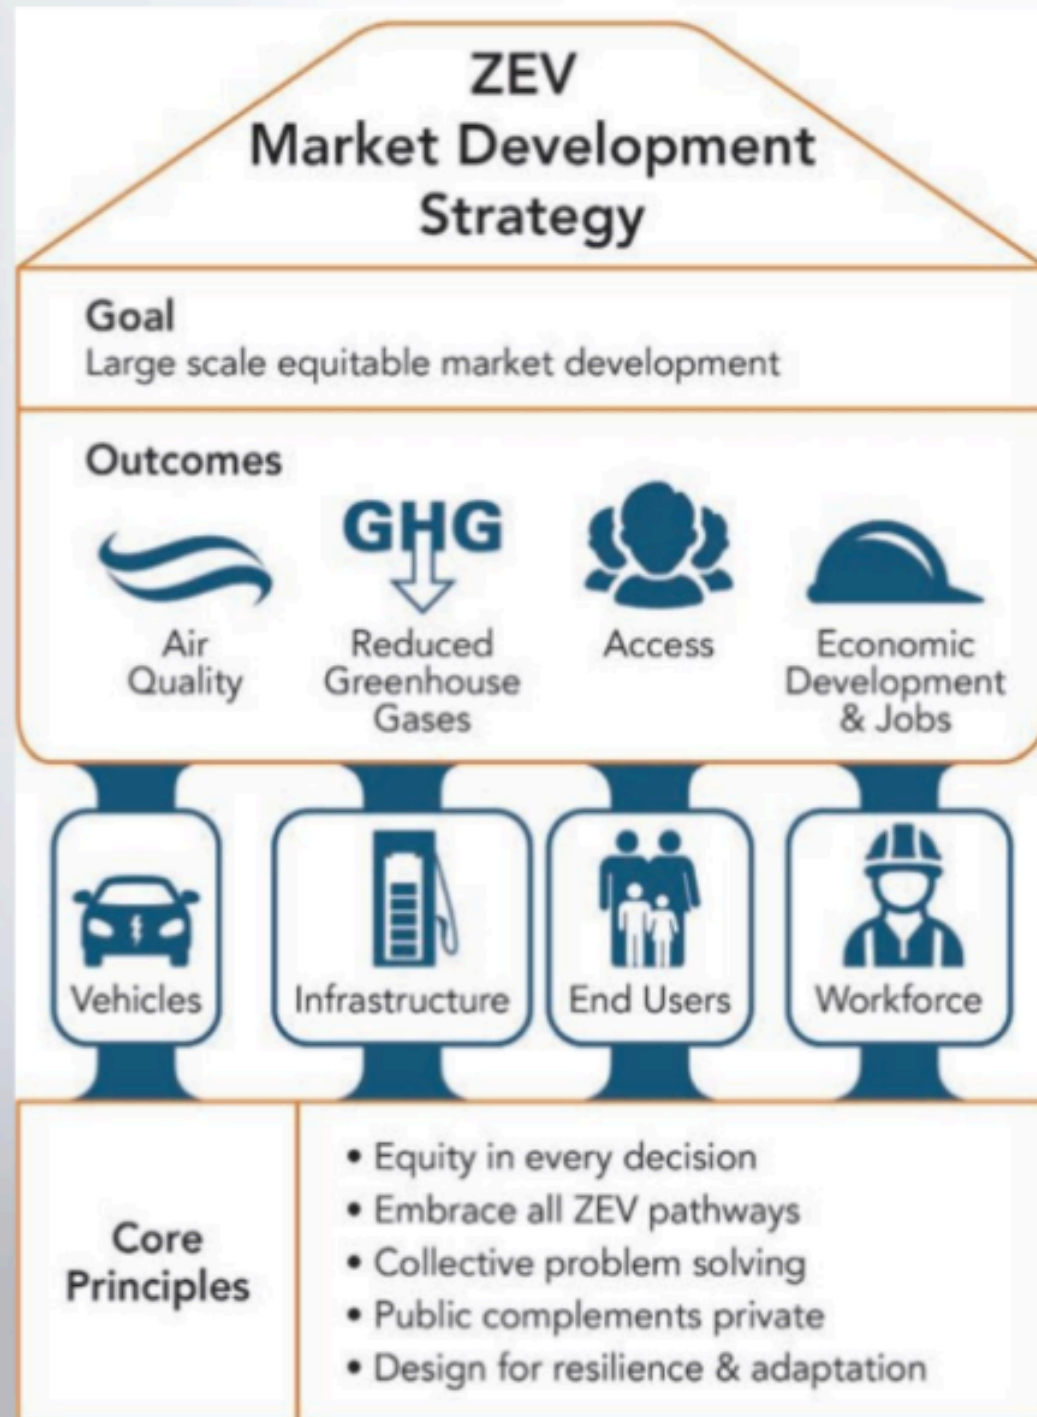 ZEV
Market Development
Strategy
Goal
Large scale equitable market development
Outcomes
GHG
Air
Quality
Reduced
Greenhouse
Gases
Access
Economic
Development
& Jobs
Vehicles
Infrastructure
End Users
Workforce
Core
Principles
• Equity in every decision
• Embrace all ZEV pathways
• Collective problem solving
• Public complements private
• Design for resilience & adaptation